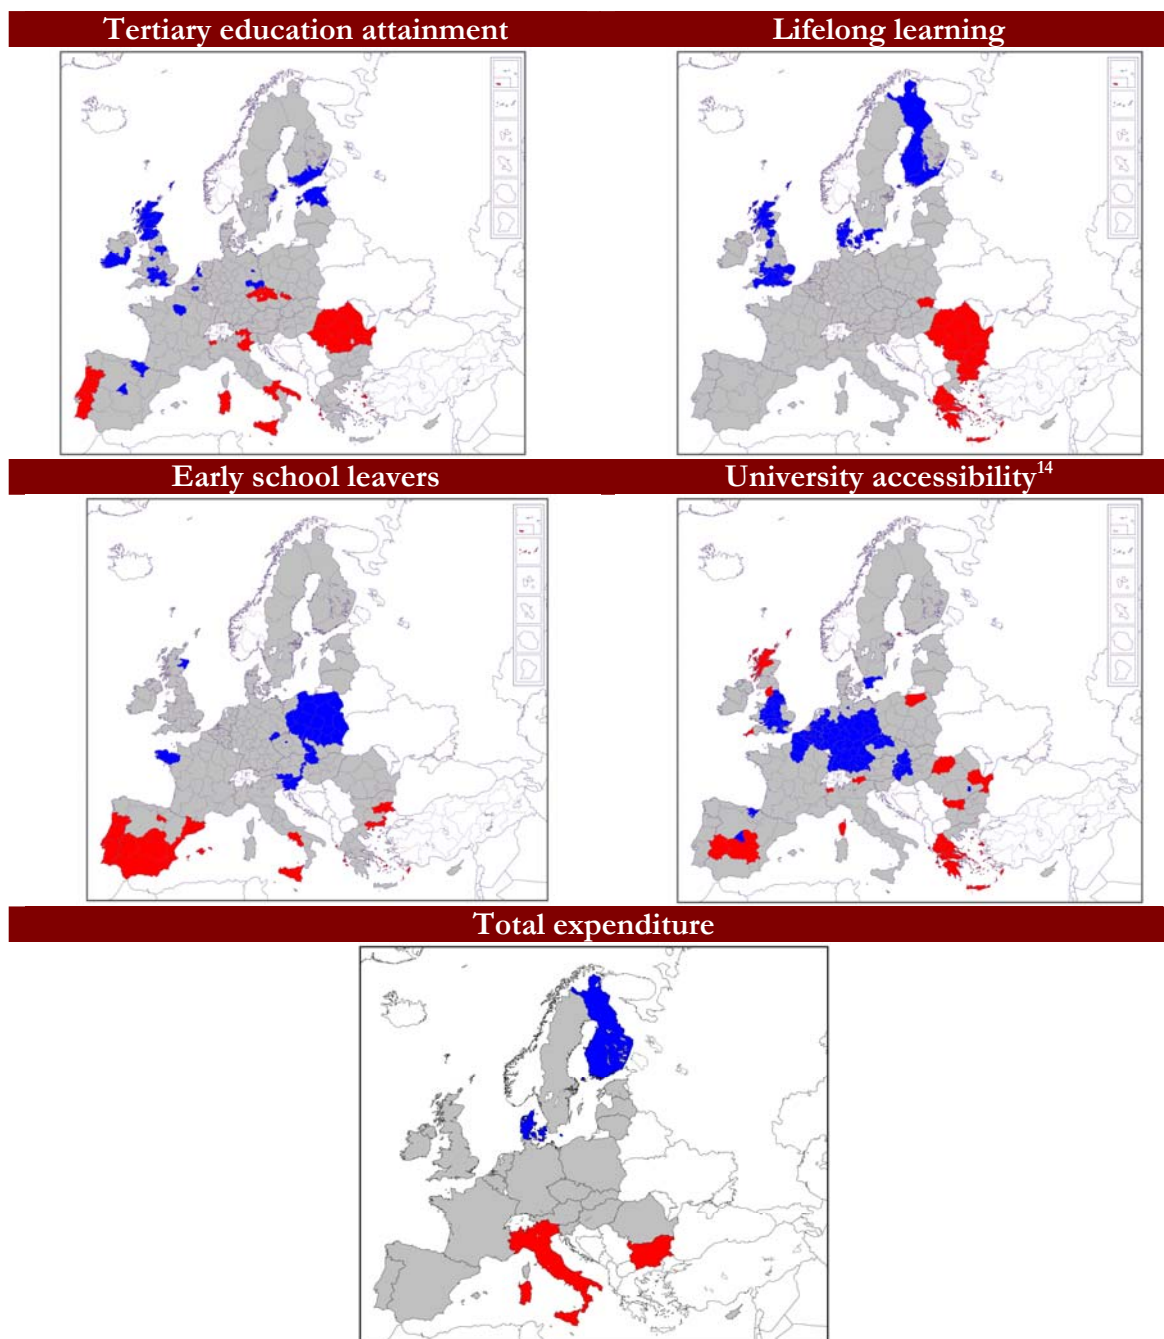 Tertiary education attainment
Lifelong learning
Early school leavers
University accessibility14
Total expenditure